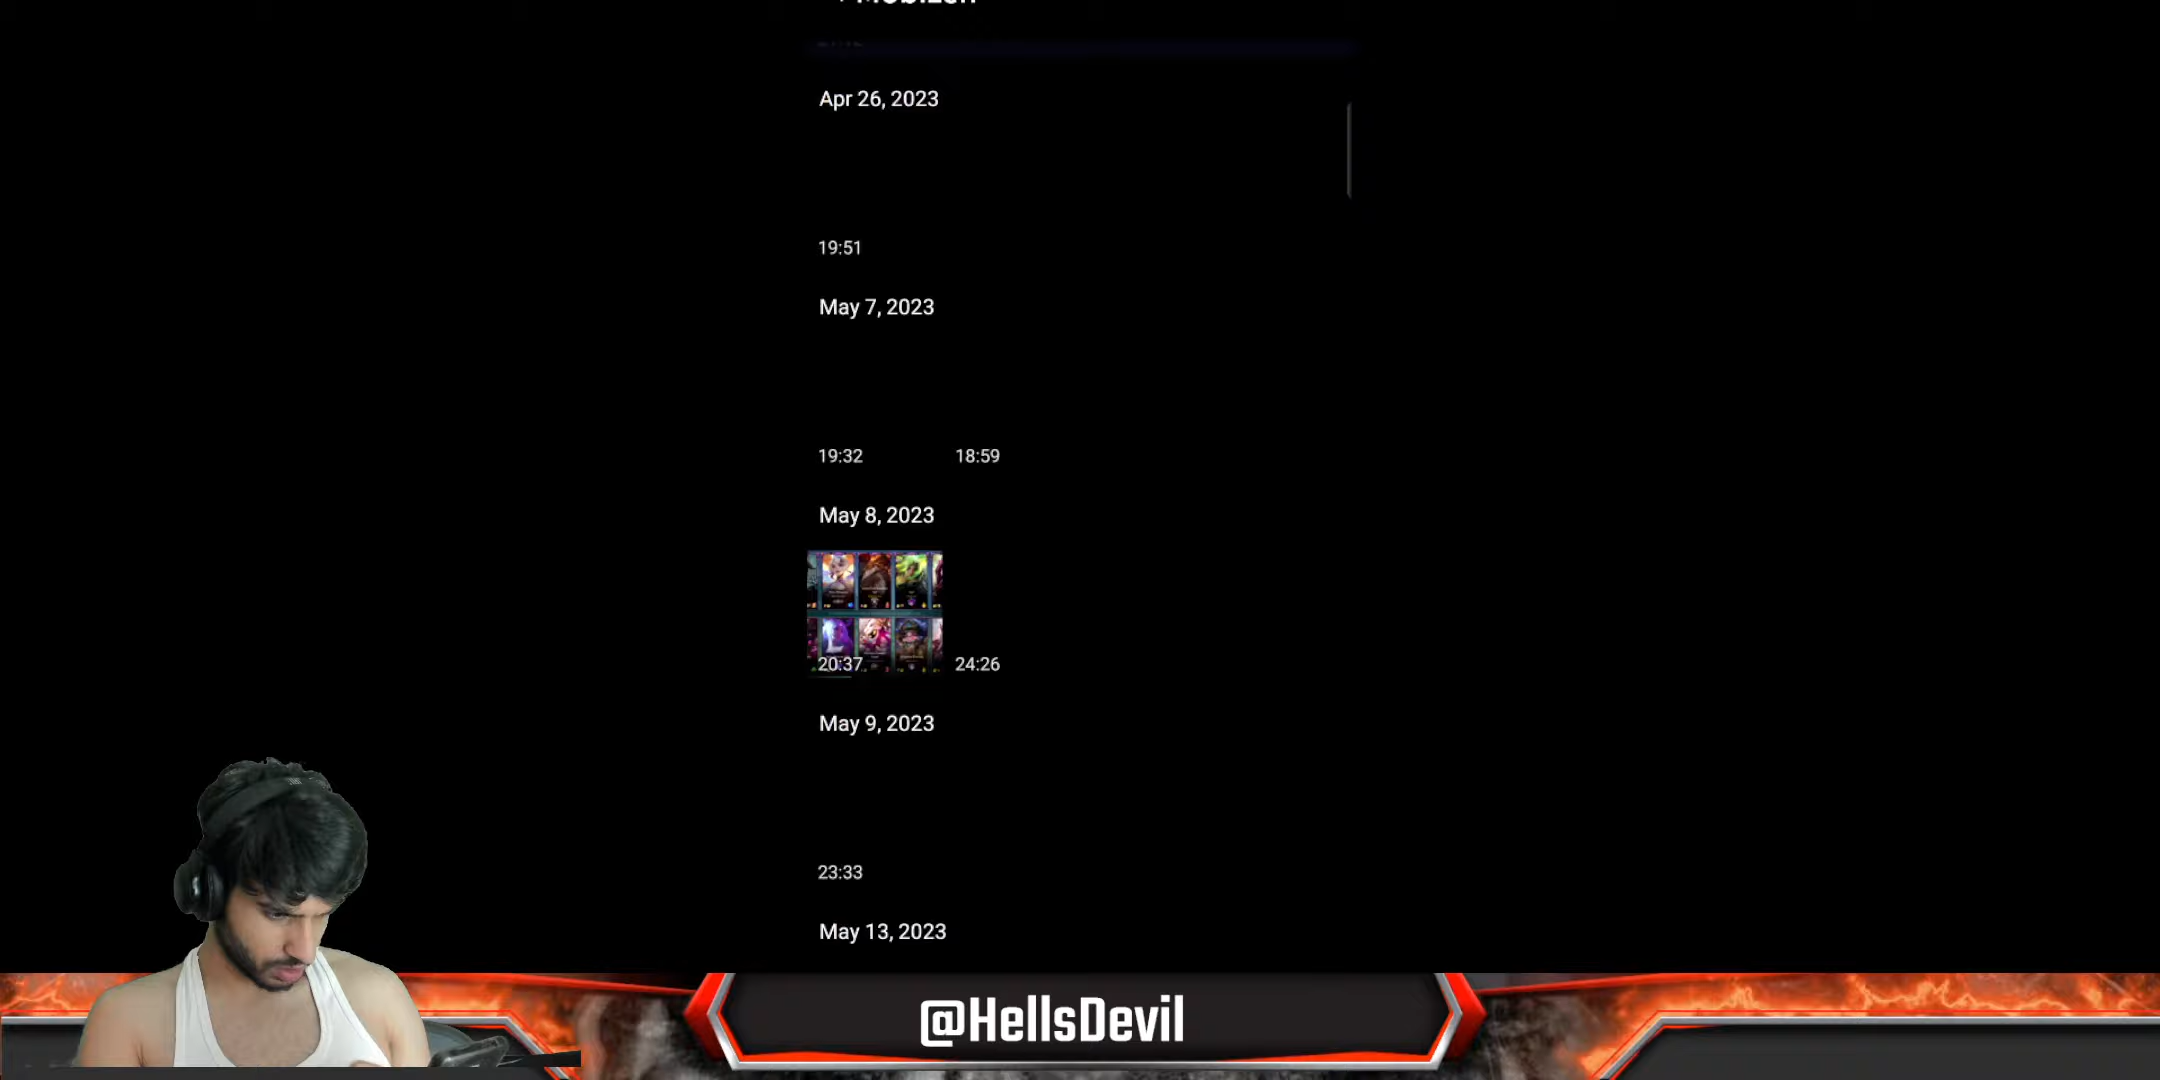 Mobizen
Apr 26, 2023
19:51
May 7, 2023
19:32 18:59
May 8, 2023
20:37 24:26
May 9, 2023
23:33
May 13, 2023
@HellsDevil